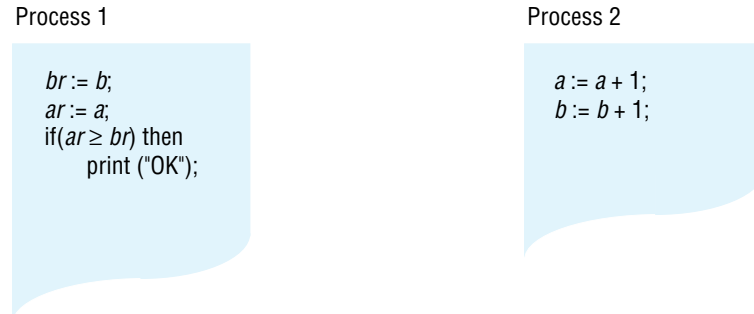 Process 1
br := b;
ar := a;
if(ar ≥ br) then
print ("OK");
Process 2
a := a + 1;
b := b + 1;